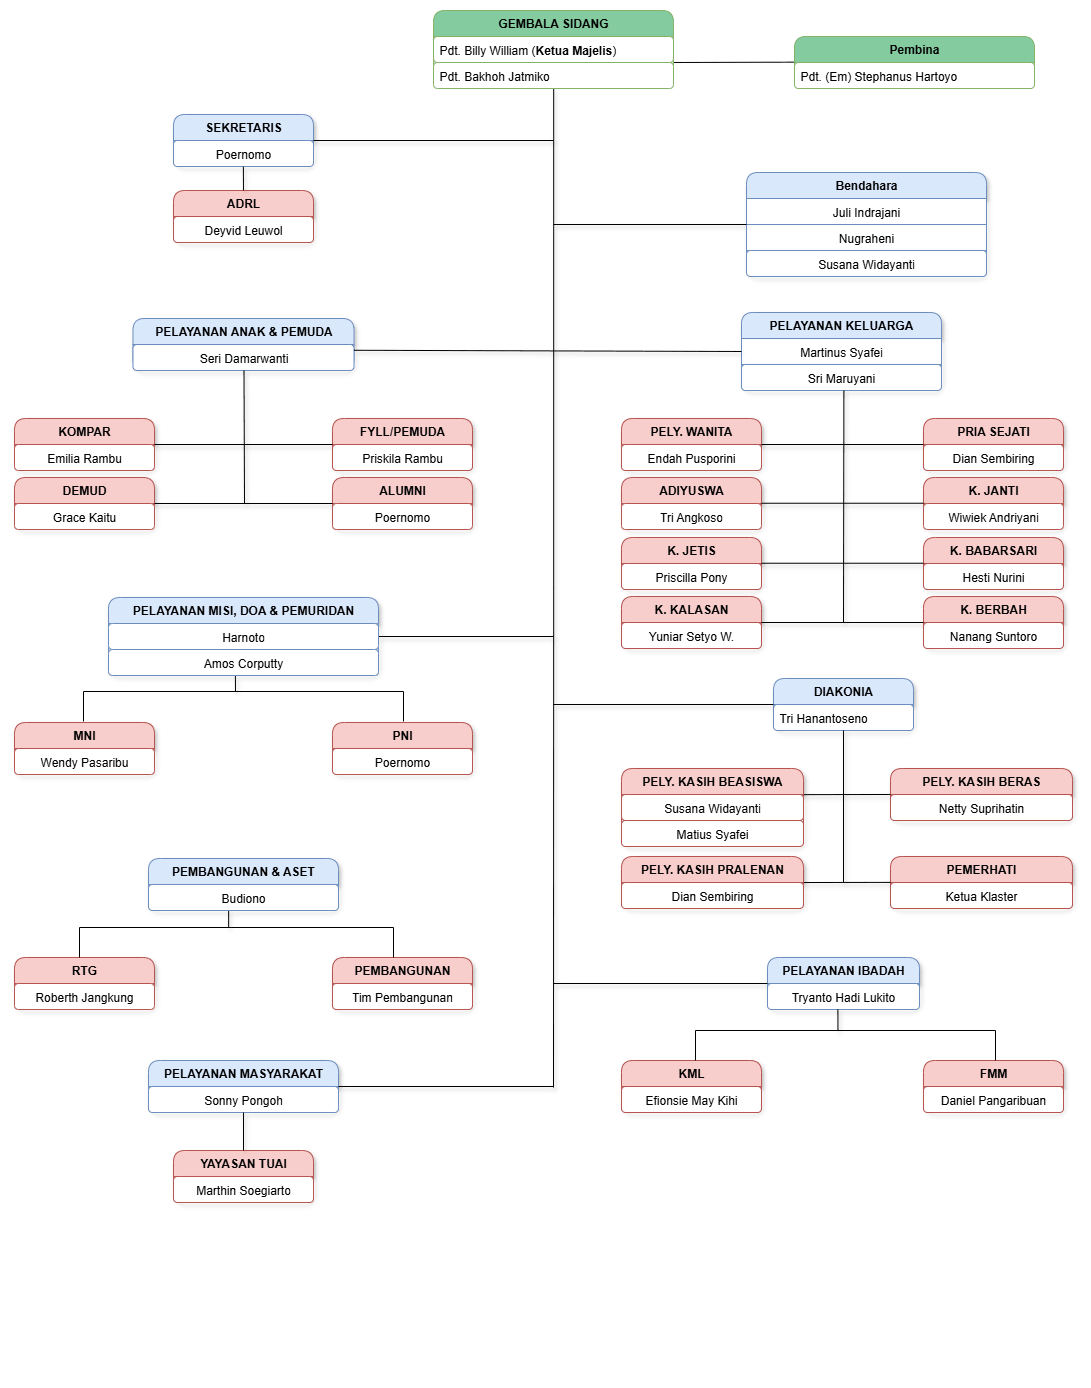 GEMBALA SIDANG
Pdt. Billy William (Ketua Majelis)
Pdt. Bakhoh Jatmiko
Pembina
Pdt. (Em) Stephanus Hartoyo
SEKRETARIS
Poernomo
ADRL
Deyvid Leuwol
Bendahara
Juli Indrajani
Nugraheni
Susana Widayanti
PELAYANAN ANAK & PEMUDA
Seri Damarwanti
KOMPAR
Emilia Rambu
FYLL/PEMUDA
Priskila Rambu
DEMUD
Grace Kaitu
ALUMNI
Poernomo
PELAYANAN KELUARGA
Martinus Syafei
Sri Maruyani
PELY. WANITA
Endah Pusporini
PRIA SEJATI
Dian Sembiring
ADIYUSWA
Tri Angkoso
K. JANTI
Wiwiek Andriyani
K. JETIS
Priscilla Pony
K. BABARSARI
Hesti Nurini
K. KALASAN
Yuniar Setyo W.
K. BERBAH
Nanang Suntoro
PELAYANAN MISI, DOA & PEMURIDAN
Harnoto
Amos Corputty
MNI
Wendy Pasaribu
PNI
Poernomo
DIAKONIA
Tri Hanantoseno
PELY. KASIH BEASISWA
Susana Widayanti
Matius Syafei
PELY. KASIH BERAS
Netty Suprihatin
PELY. KASIH PRALENAN
Dian Sembiring
PEMERHATI
Ketua Klaster
PEMBANGUNAN & ASET
Budiono
RTG
Roberth Jangkung
PEMBANGUNAN
Tim Pembangunan
PELAYANAN IBADAH
Tryanto Hadi Lukito
KML
Efionsie May Kihi
FMM
Daniel Pangaribuan
PELAYANAN MASYARAKAT
Sonny Pongoh
YAYASAN TUAI
Marthin Soegiarto